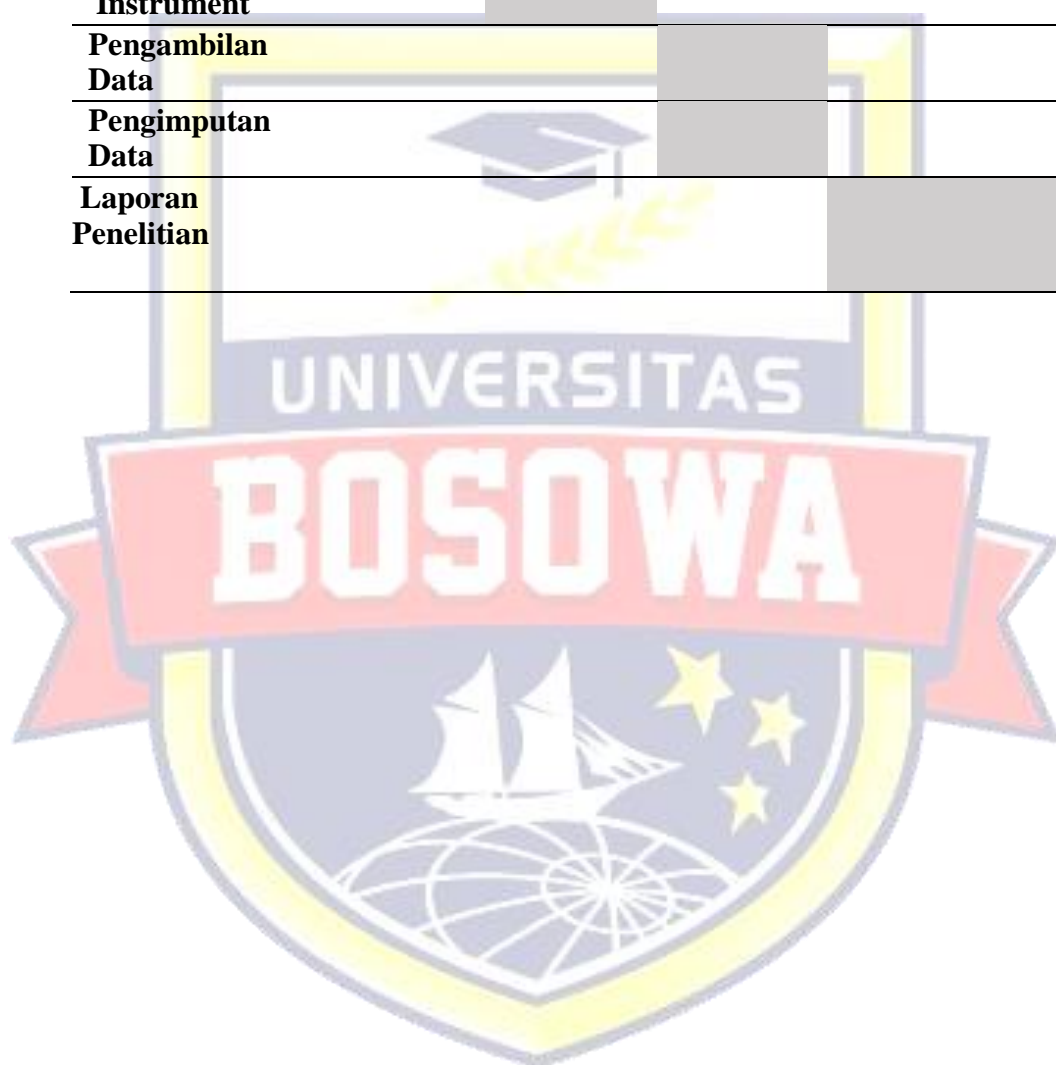 Instrument
Pengambilan
Data
Pengimputan
Data
Laporan
Penelitian
UNIVERSITAS
BOSOWA